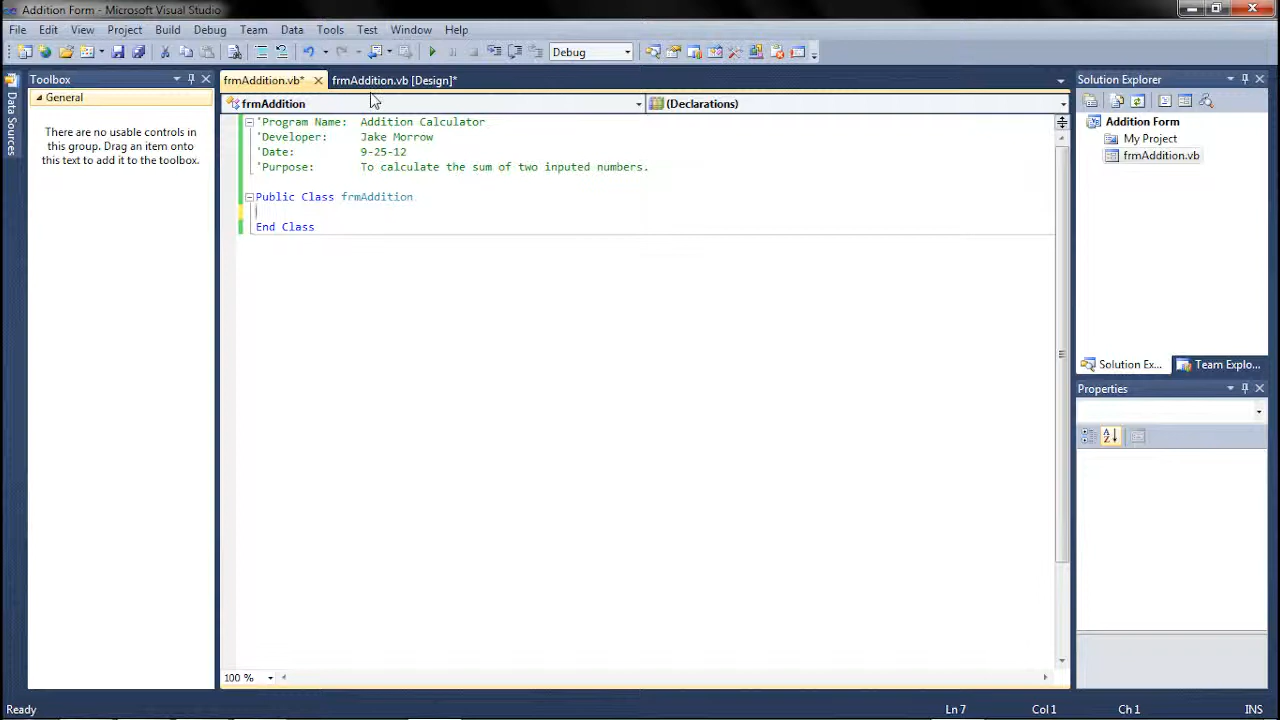 Addition Form - Microsoft Visual Studio
File Edit View Project Build Debug Team Data Tools Test Window Help
Debug
Data Sources
Toolbox
General
There are no usable controls in
this group. Drag an item onto
this text to add it to the toolbox.
frmAddition.vb*
frmAddition.vb [Design]*
frmAddition
(Declarations)
'Program Name: Addition Calculator
'Developer: Jake Morrow
'Date: 9-25-12
'Purpose: To calculate the sum of two inputed numbers.
Public Class frmAddition
End Class
100 %
Solution Explorer
Addition Form
My Project
frmAddition.vb
Solution Ex...
Team Explo...
Properties
Ready
Ln 7
Col 1
Ch 1
INS